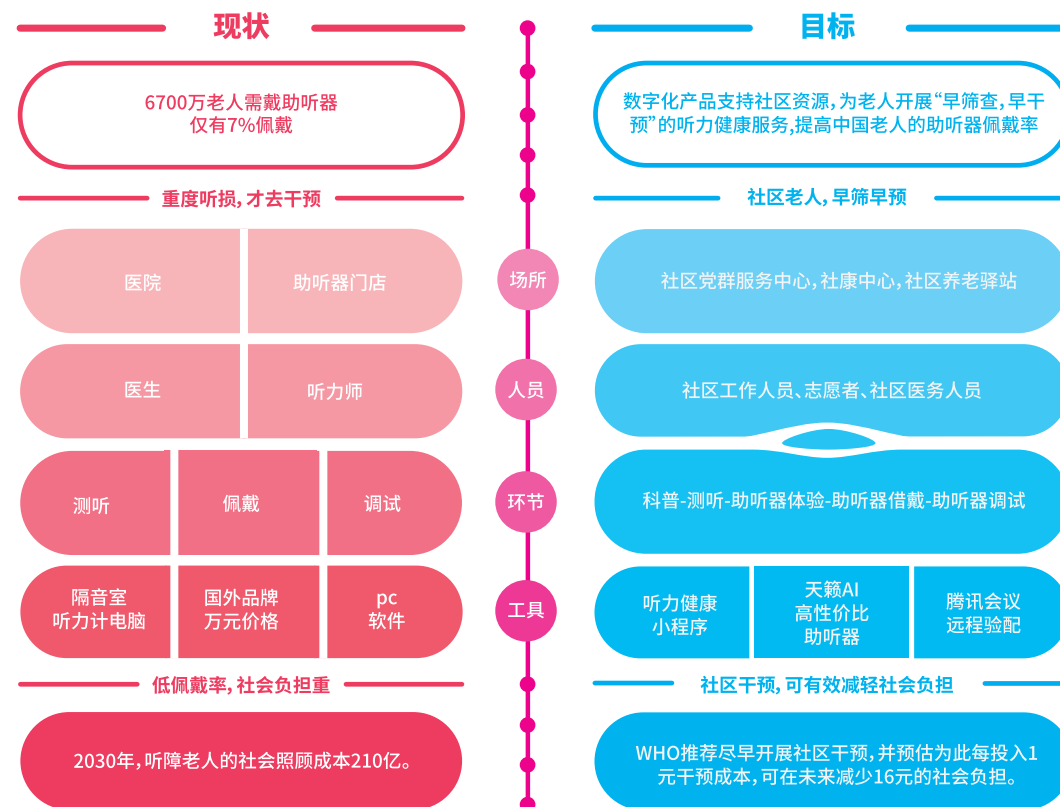 现状
6700万老人需戴助听器
仅有7%佩戴
重度听损,才去干预
医院
助听器门店
医生
听力师
测听
佩戴
调试
隔音室
听力计电脑
国外品牌
万元价格
pc
软件
低佩戴率,社会负担重
2030年,听障老人的社会照顾成本210亿。
场所
人员
环节
工具
目标
数字化产品支持社区资源,为老人开展“早筛查,早干
预”的听力健康服务,提高中国老人的助听器佩戴率
社区老人,早筛早预
社区党群服务中心,社康中心,社区养老驿站
社区工作人员、志愿者、社区医务人员
科普-测听-助听器体验-助听器借戴-助听器调试
听力健康
小程序
天籁AI
高性价比
助听器
腾讯会议
远程验配
社区干预,可有效减轻社会负担
WHO推荐尽早开展社区干预,并预估为此每投入1
元干预成本,可在未来减少16元的社会负担。